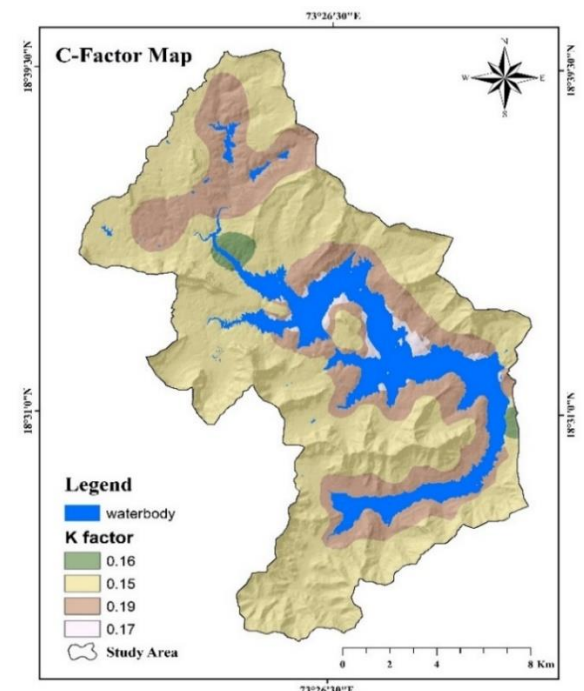 73°26'30"E
C-Factor Map
N
W E
S
18°39'30"N
18°39'30"N
18°31'0"N
18°31'0"N
Legend
waterbody
K factor
0.16
0.15
0.19
0.17
Study Area
0 2 4 8 Km
73°26'30"E